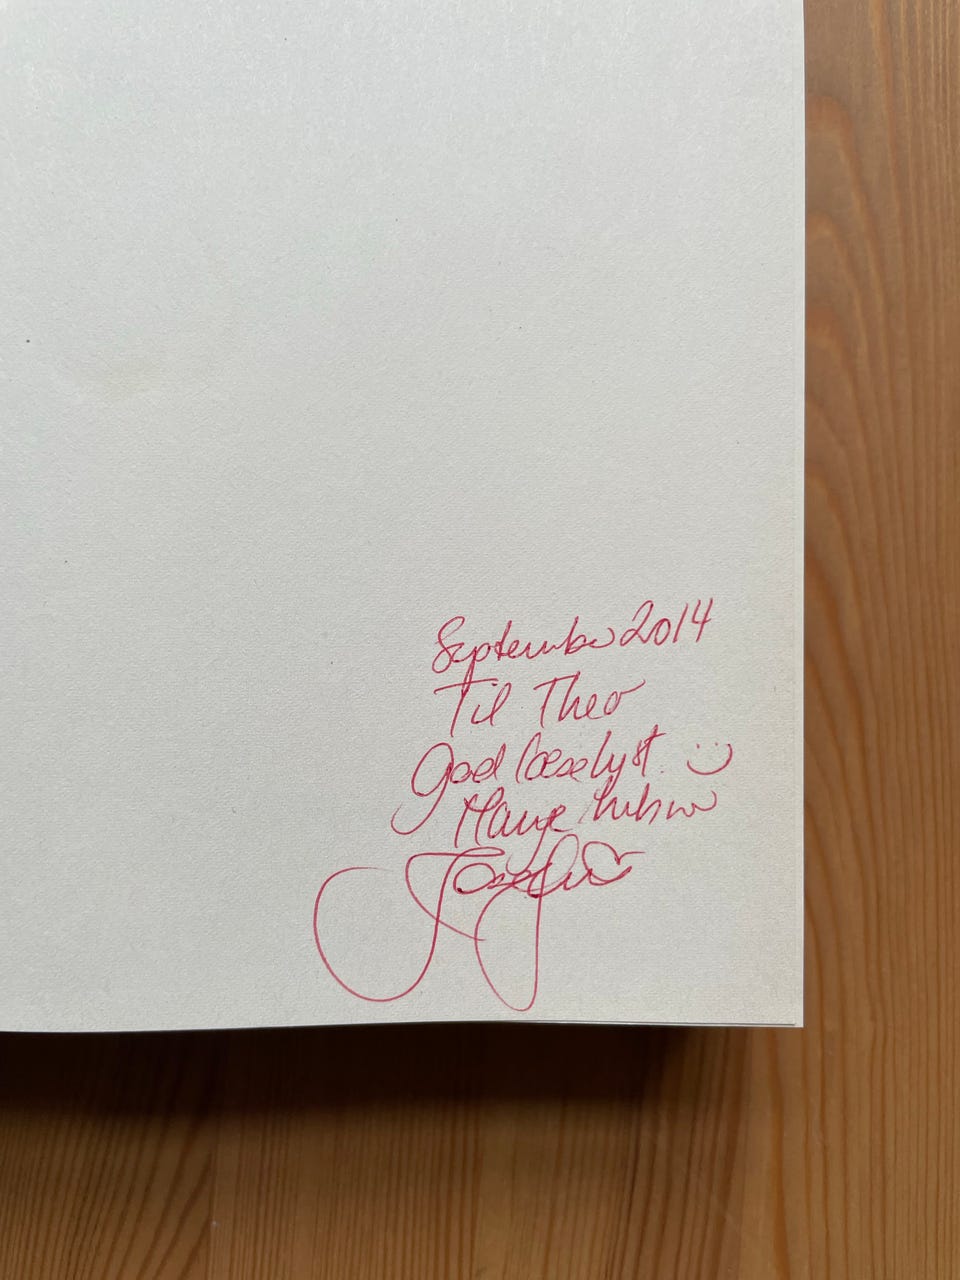 September 2014
Til Theo
God læselyst :)
Mange hilsner